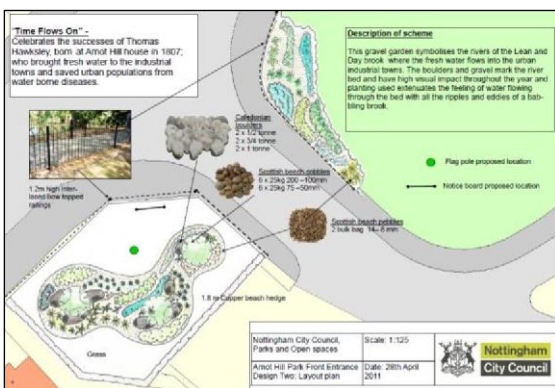 "Time Flows On" -
Celebrates the successes of Thomas
Hawksley, born at Arnot Hill house in 1807;
who brought fresh water to the industrial
towns and saved urban populations from
water borne diseases.
Description of scheme
This gravel garden symbolises the rivers of the Lean and
Day brook where the fresh water flows into the urban
industrial towns. The boulders and gravel mark the river
bed and have high visual impact throughout the year and
planting used extenuates the feeling of water flowing
through the bed with all the ripples and eddies of a bab-
bling brook.
Caledonian
boulders
2 x 1/2 tonne
2 x 3/4 tonne
2 x 1 tonne
Scottish beach cobbles
6 x 25kg 200 -100mm
6 x 25kg 75 -50mm
Scottish beach pebbles
2 bulk bag 14- 8 mm
Flag pole proposed location
Notice board proposed location
1.2m high inter-
laced bow topped
railings
1.8 m Copper beach hedge
Grass
Nottingham City Council,
Parks and Open spaces
Scale: 1:125
Arnot Hill Park Front Entrance
Design Two: Layout plan
Date: 28th April
2011
Nottingham
City Council